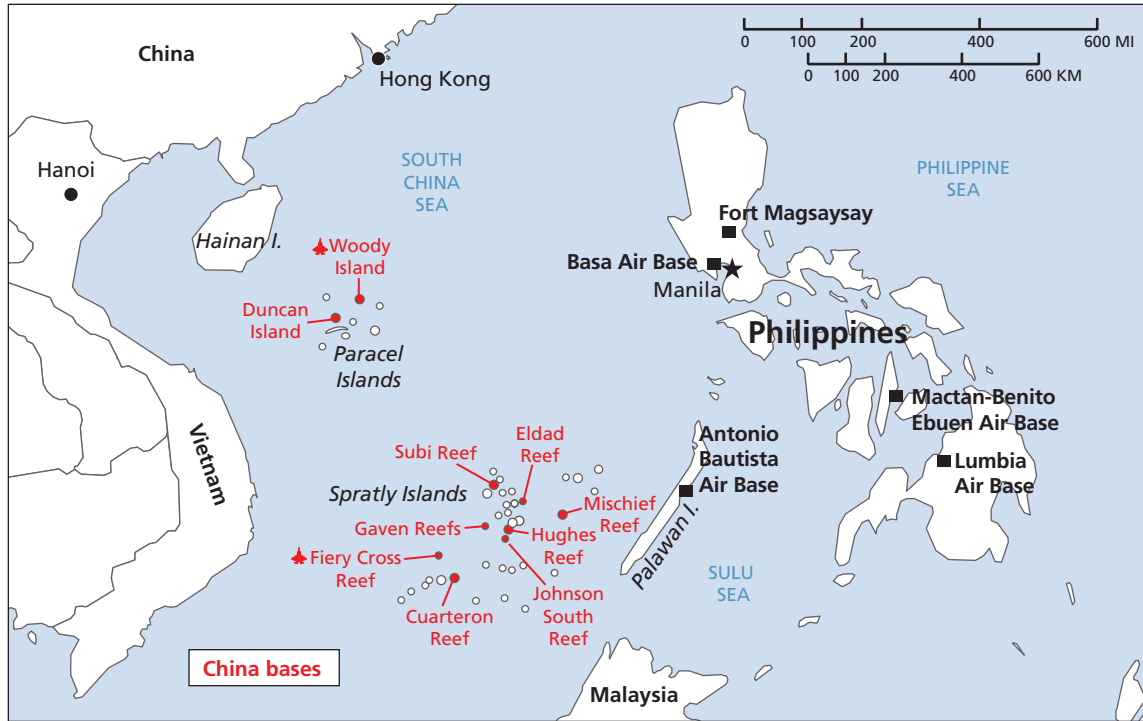 China
Hong Kong
0 100 200 400 600 MI
0 100 200 400 600 KM
Hanoi
SOUTH
CHINA
SEA
PHILIPPINE
SEA
Hainan I.
Fort Magsaysay
Woody
Island
Basa Air Base
Manila
Duncan
Island
Philippines
Paracel
Islands
Mactan-Benito
Ebuen Air Base
Vietnam
Eldad
Reef
Antonio
Bautista
Air Base
Subi Reef
Lumbia
Air Base
Spratly Islands
Mischief
Reef
Gaven Reefs
Hughes
Reef
Palawan I.
Fiery Cross
Reef
SULU
SEA
Johnson
South
Reef
Cuarteron
Reef
China bases
Malaysia